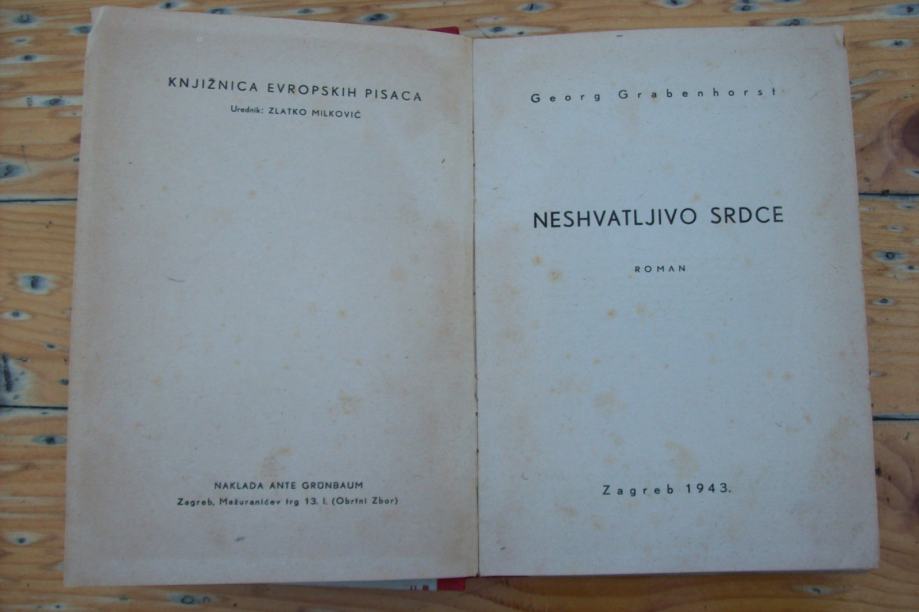 KNJIŽNICA EVROPSKIH PISACA
Urednik: ZLATKO MILKOVIĆ
NAKLADA ANTE GRÜNBAUM
Zagreb, Mažuranićev trg 13. I. (Obrtni Zbor)
Georg Grabenhorst
NESHVATLJIVO SRDCE
ROMAN
Zagreb 1943.